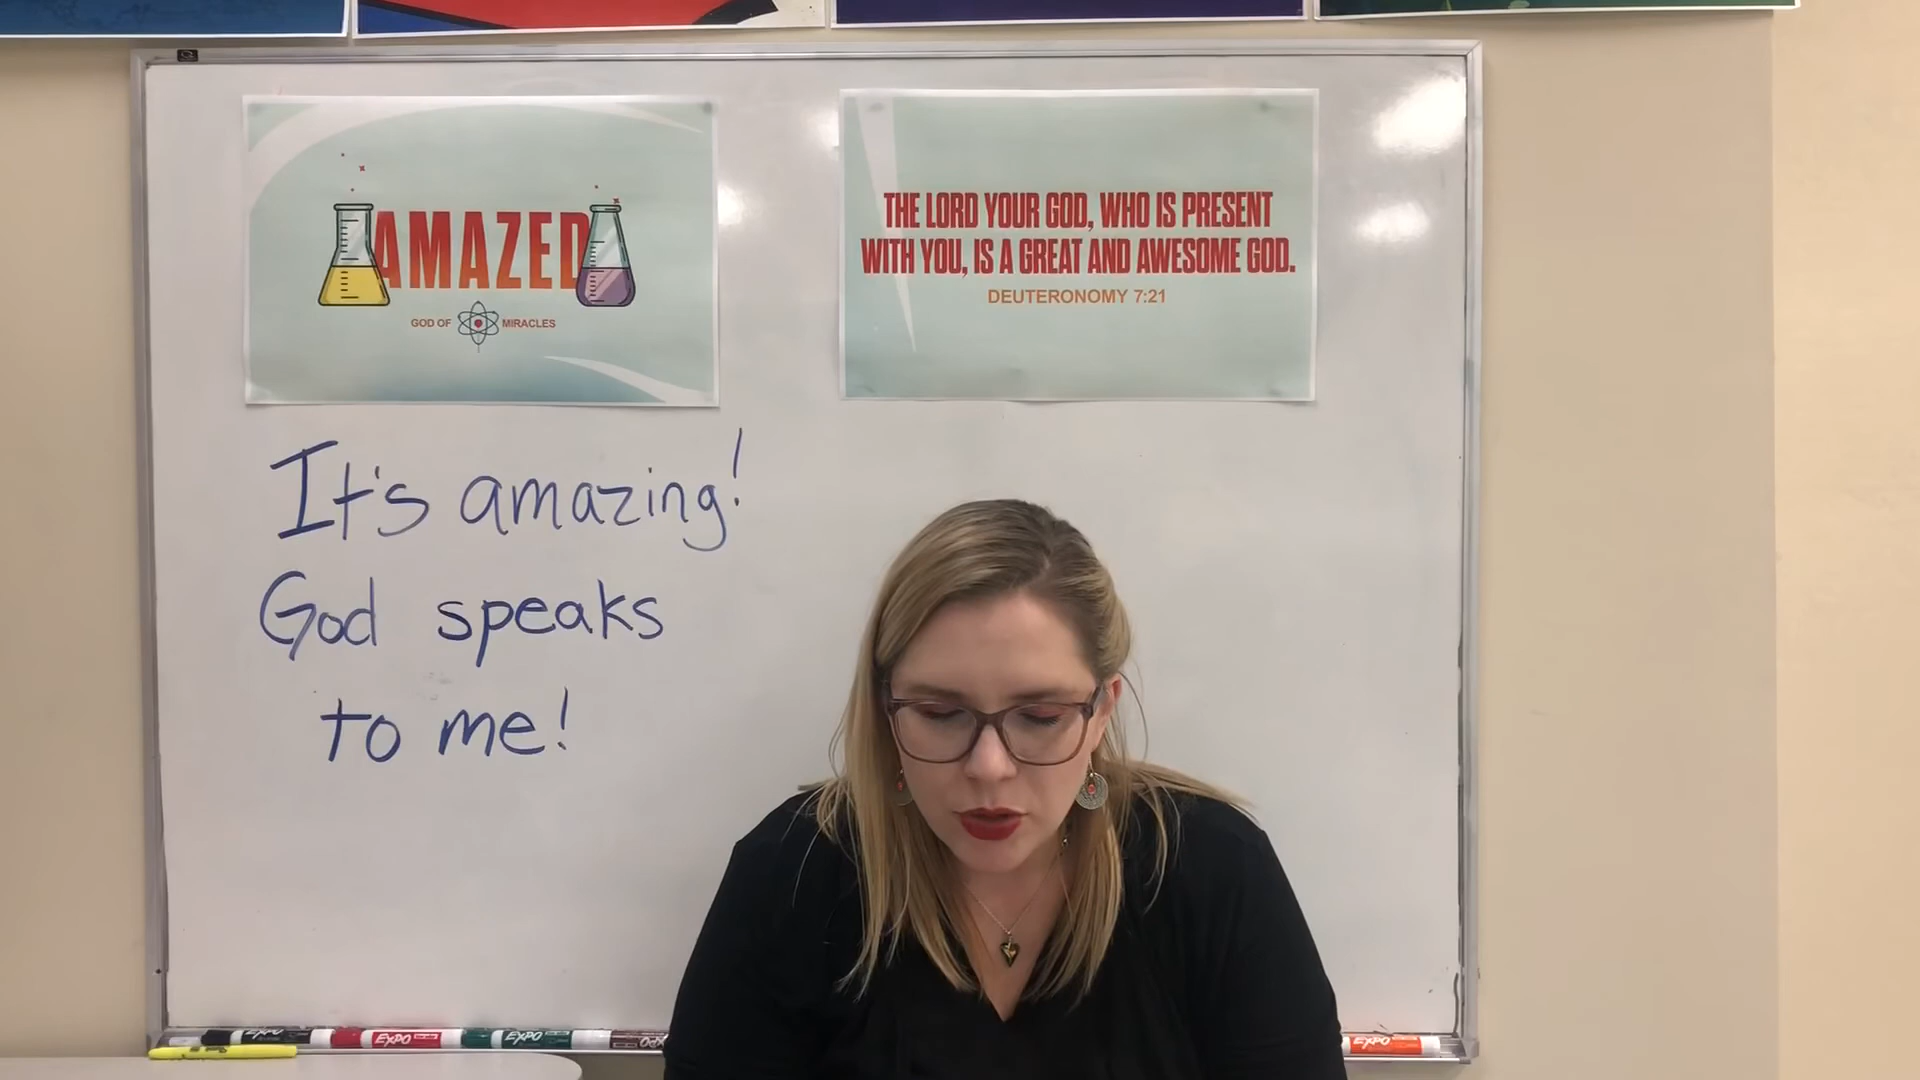 AMAZED
GOD OF MIRACLES
THE LORD YOUR GOD, WHO IS PRESENT
WITH YOU, IS A GREAT AND AWESOME GOD.
DEUTERONOMY 7:21
It's amazing!
God speaks
to me!
EXPO
EXPO
EXPO
EXPO
EXPO